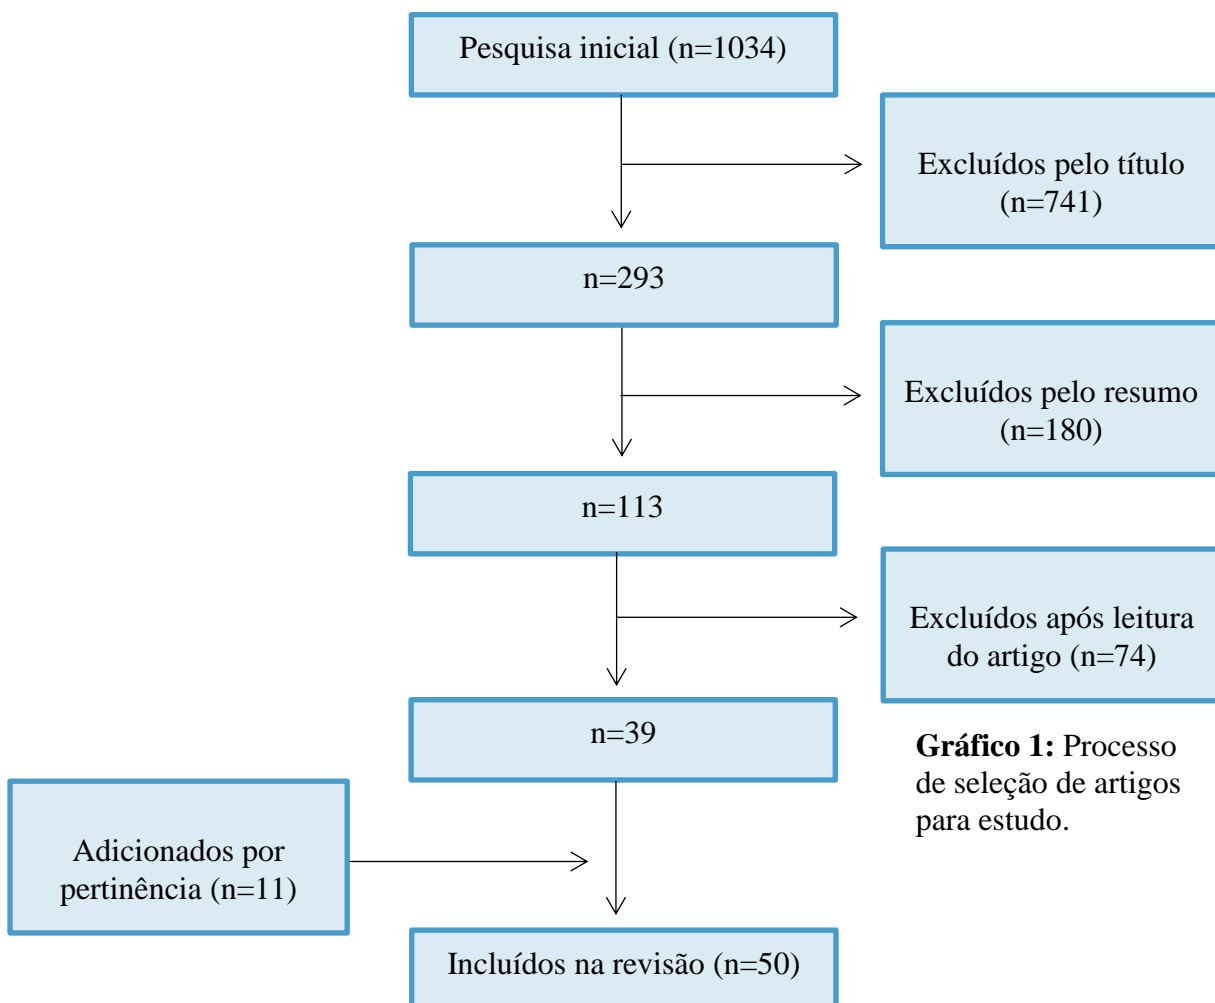 Pesquisa inicial (n=1034)
Excluídos pelo título
(n=741)
n=293
Excluídos pelo resumo
(n=180)
n=113
Excluídos após leitura
do artigo (n=74)
n=39
Gráfico 1: Processo
de seleção de artigos
para estudo.
Adicionados por
pertinência (n=11)
Incluídos na revisão (n=50)